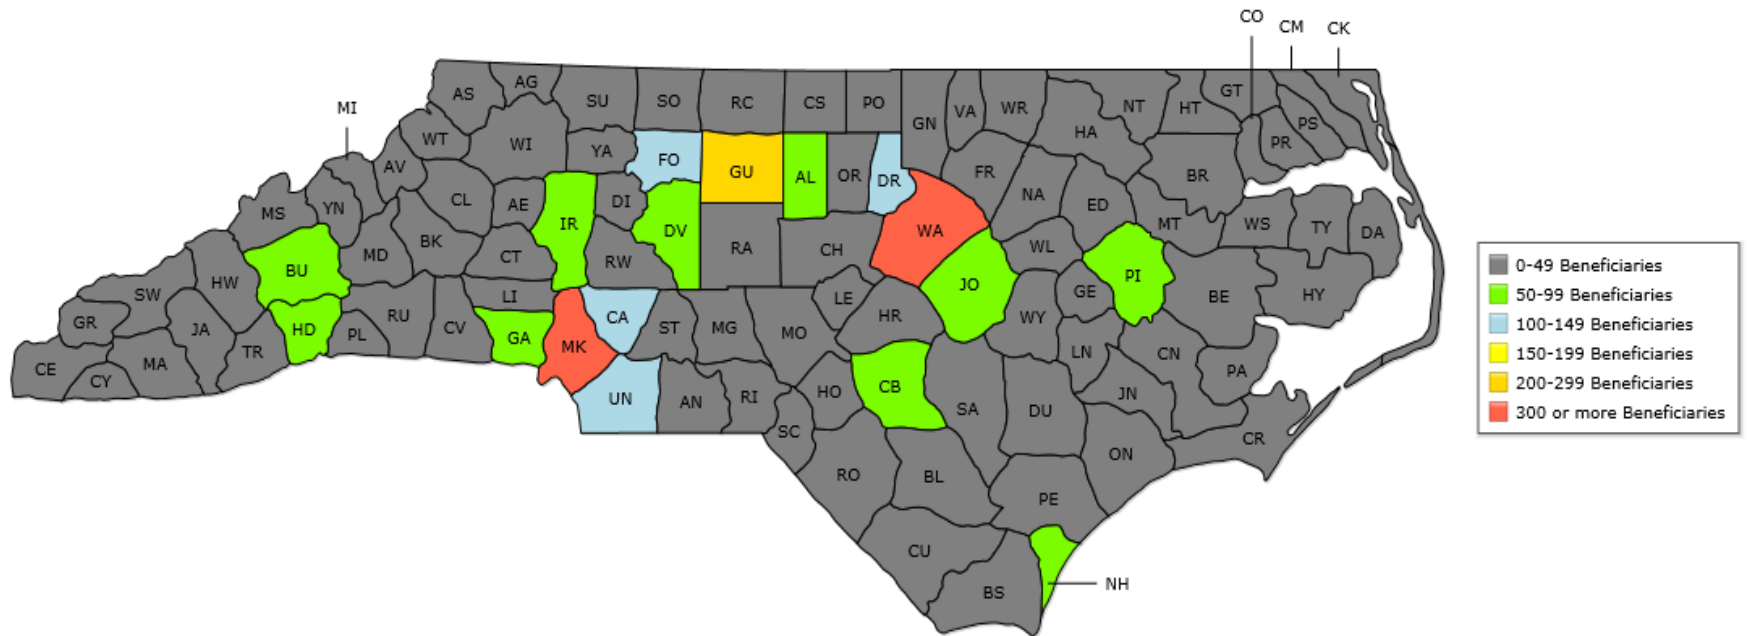 CO
CM
CK
AS
AG
SU
SO
RC
CS
PO
GN
VA
WR
NT
HT
GT
MI
WT
WI
YA
FO
GU
AL
OR
DR
FR
HA
BR
PR
PS
AV
CL
AE
IR
DI
DV
RA
CH
WA
NA
ED
MT
WS
TY
DA
MS
YN
MD
BK
CT
RW
WL
PI
BE
HY
BU
HW
SW
LI
LE
JO
GE
GR
JA
HD
PL
RU
CV
GA
MK
CA
ST
MG
MO
HR
WY
LN
CN
PA
CE
CY
MA
TR
UN
AN
RI
HO
CB
SA
DU
JN
CR
SC
RO
BL
PE
ON
CU
BS
NH
0-49 Beneficiaries
50-99 Beneficiaries
100-149 Beneficiaries
150-199 Beneficiaries
200-299 Beneficiaries
300 or more Beneficiaries